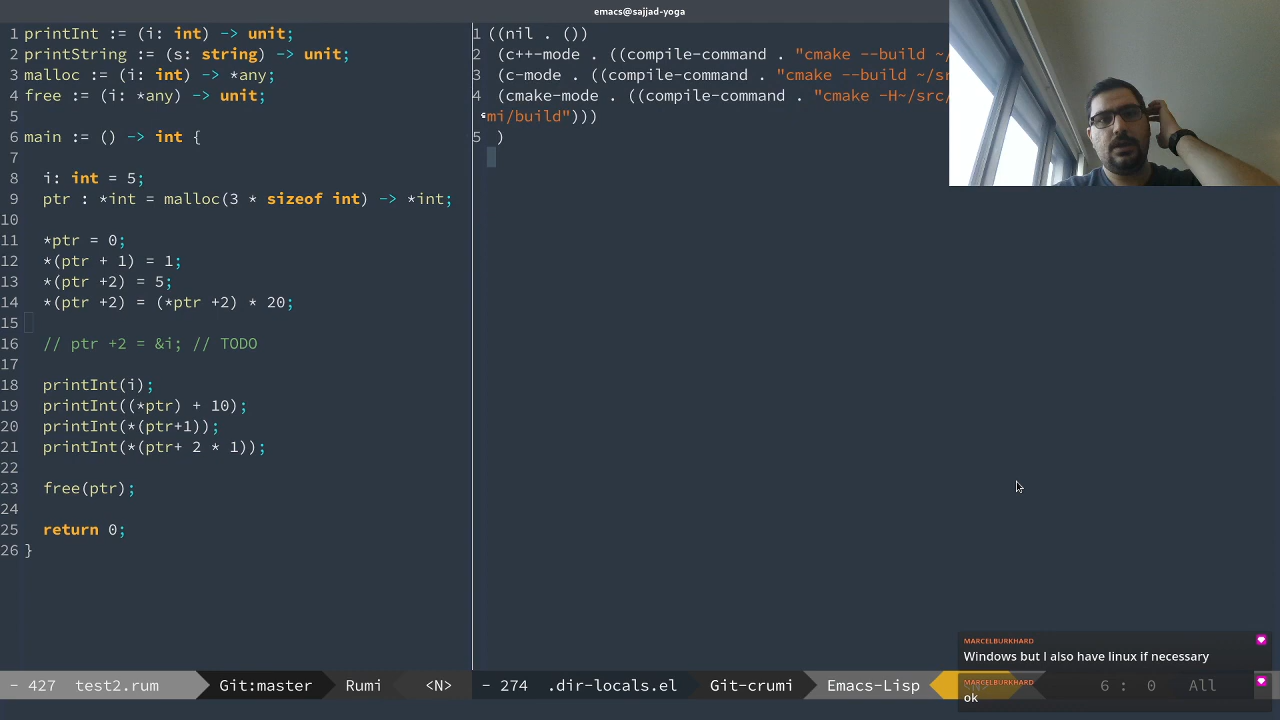 emacs@sajjad-yoga
1 printInt := (i: int) -> unit;
2 printString := (s: string) -> unit;
3 malloc := (i: int) -> *any;
4 free := (i: *any) -> unit;
5
6 main := () -> int {
7
8 i: int = 5;
9 ptr : *int = malloc(3 * sizeof int) -> *int;
10
11 *ptr = 0;
12 *(ptr + 1) = 1;
13 *(ptr +2) = 5;
14 *(ptr +2) = (*ptr +2) * 20;
15
16 // ptr +2 = &i; // TODO
17
18 printInt(i);
19 printInt((*ptr) + 10);
20 printInt(*(ptr+1));
21 printInt(*(ptr+ 2 * 1));
22
23 free(ptr);
24
25 return 0;
26 }
- 427 test2.rum Git:master Rumi <N>
1 ((nil . ())
2 (c++-mode . ((compile-command . "cmake --build ~/
3 (c-mode . ((compile-command . "cmake --build ~/sr
4 (cmake-mode . ((compile-command . "cmake -H~/src/
mi/build")))
5 )
- 274 .dir-locals.el Git-crumi Emacs-Lisp <N> 6 : 0 All
MARCELBURKHARD
Windows but I also have linux if necessary
MARCELBURKHARD
ok